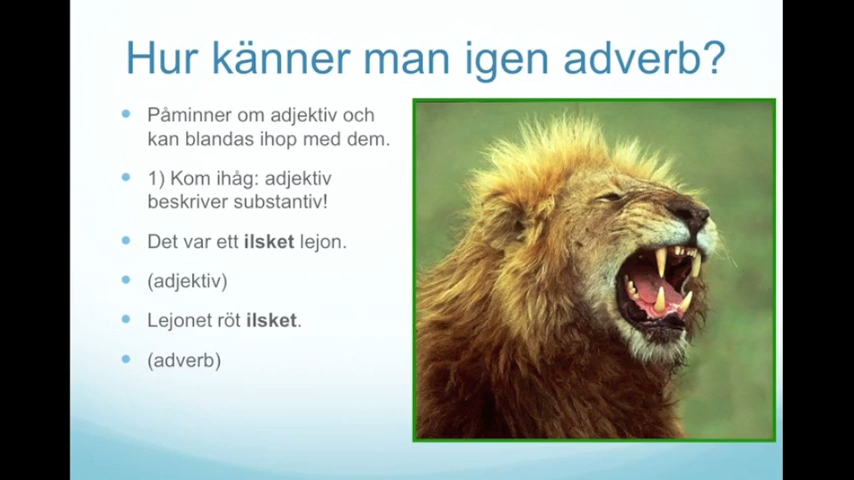 Hur känner man igen adverb?
Påminner om adjektiv och
kan blandas ihop med dem.
1) Kom ihåg: adjektiv
beskriver substantiv!
Det var ett ilsket lejon.
(adjektiv)
Lejonet röt ilsket.
(adverb)